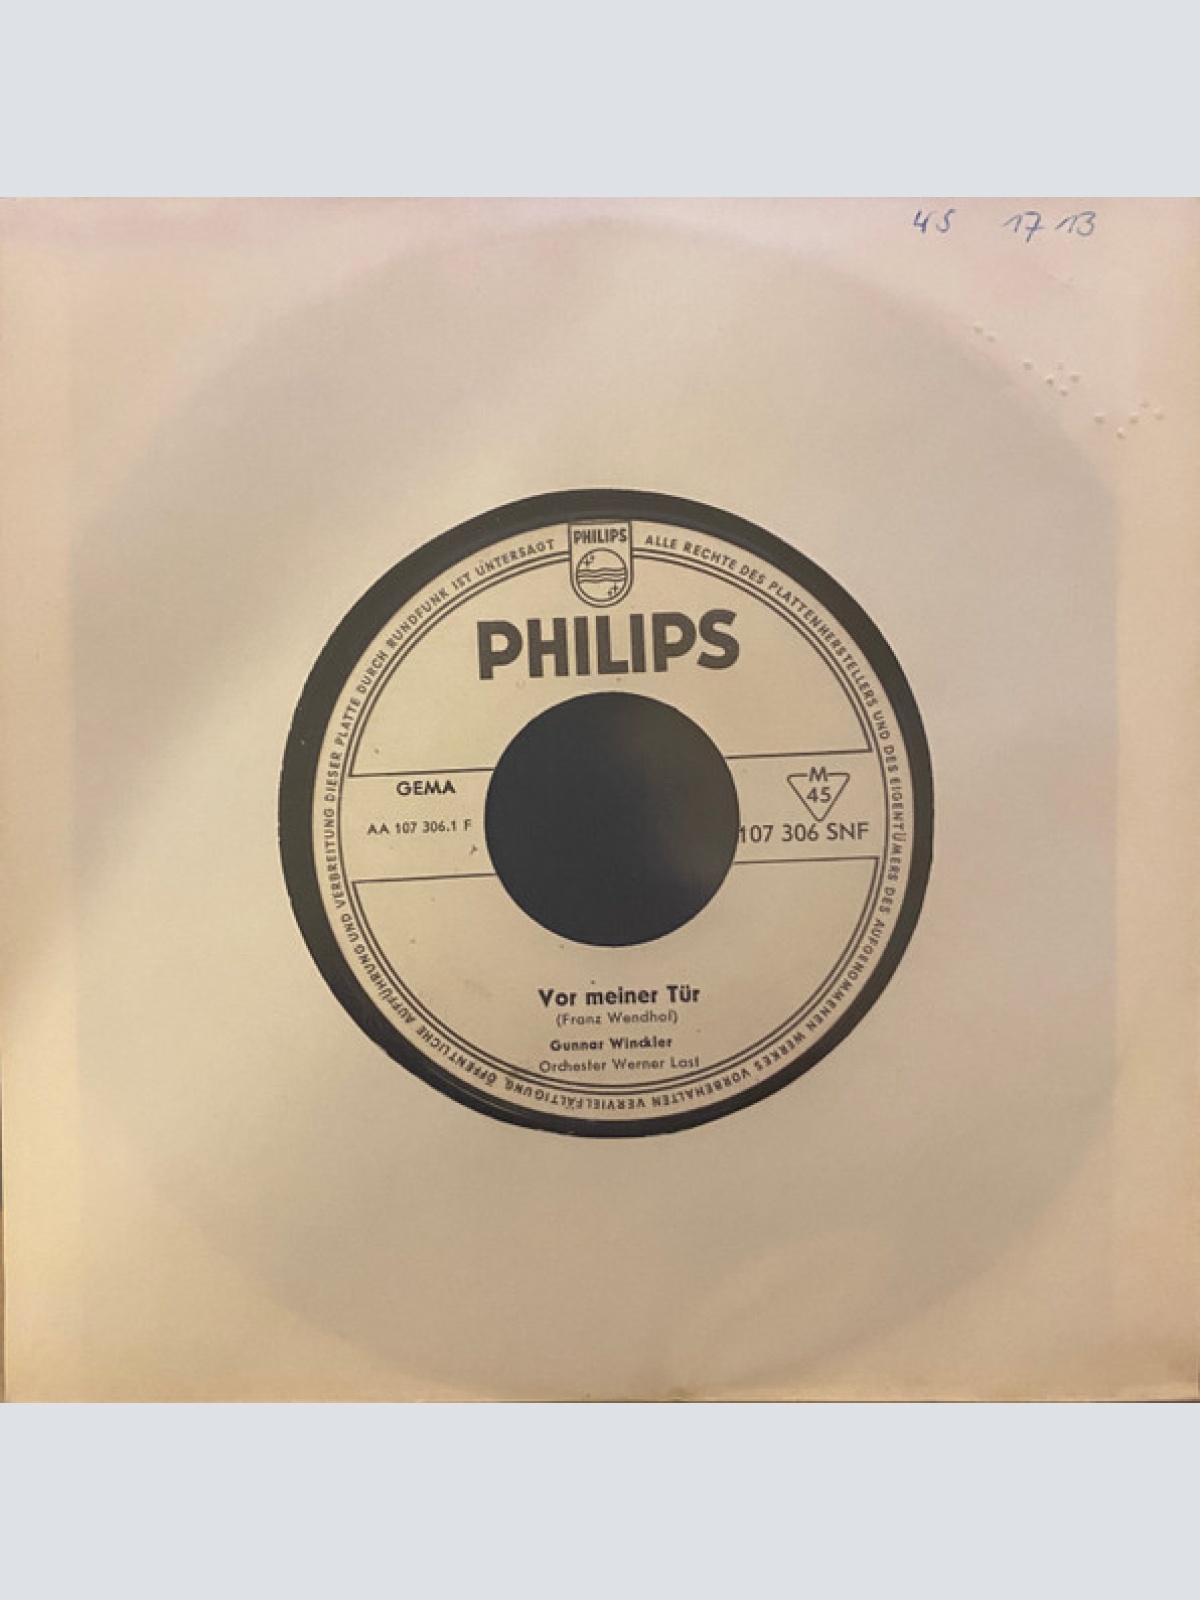 45 1713
PHILIPS
ALLE RECHTE DES PLATTENHERSTELLERS UND DES EIGENTÜMERS DES AUFGENOMMENEN WERKES VORBEHALTEN VERVIELFÄLTIGUNG, ÖFFENTLICHE AUFFÜHRUNG UND VERBREITUNG DIESER PLATTE DURCH RUNDFUNK IST UNTERSAGT
PHILIPS
GEMA
M
45
AA 107 306.1 F
107 306 SNF
Vor meiner Tür
(Franz Wendhof)
Gunnar Winckler
Orchester Werner Last